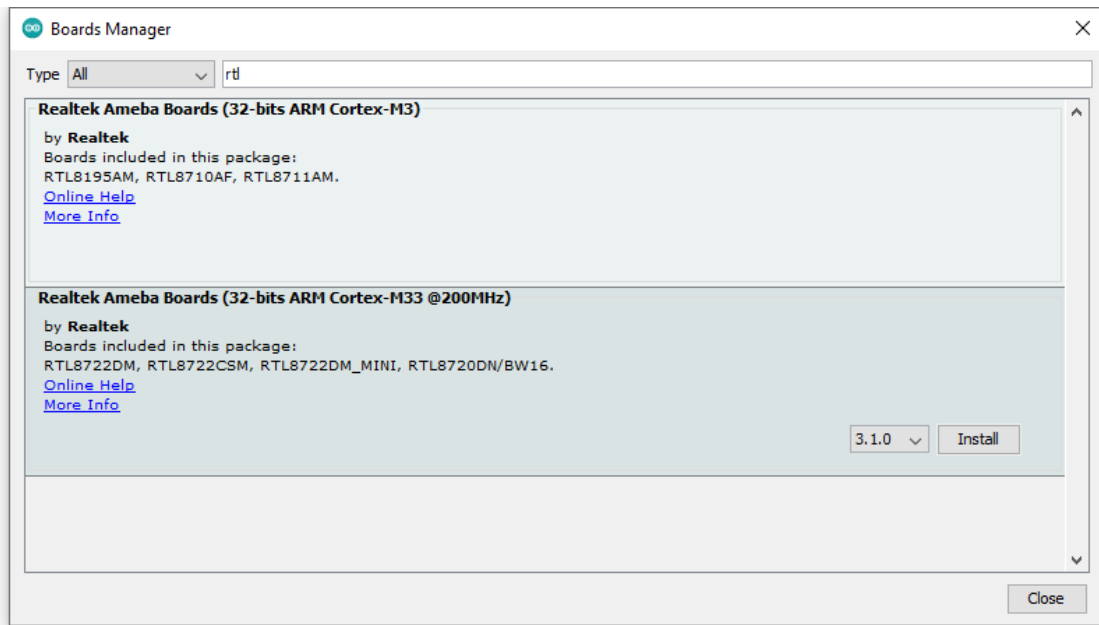 Boards Manager
Type All rtl
Realtek Ameba Boards (32-bits ARM Cortex-M3)
by Realtek
Boards included in this package:
RTL8195AM, RTL8710AF, RTL8711AM.
Online Help
More Info
Realtek Ameba Boards (32-bits ARM Cortex-M33 @200MHz)
by Realtek
Boards included in this package:
RTL8722DM, RTL8722CSM, RTL8722DM_MINI, RTL8720DN/BW16.
Online Help
More Info
3.1.0 Install
Close